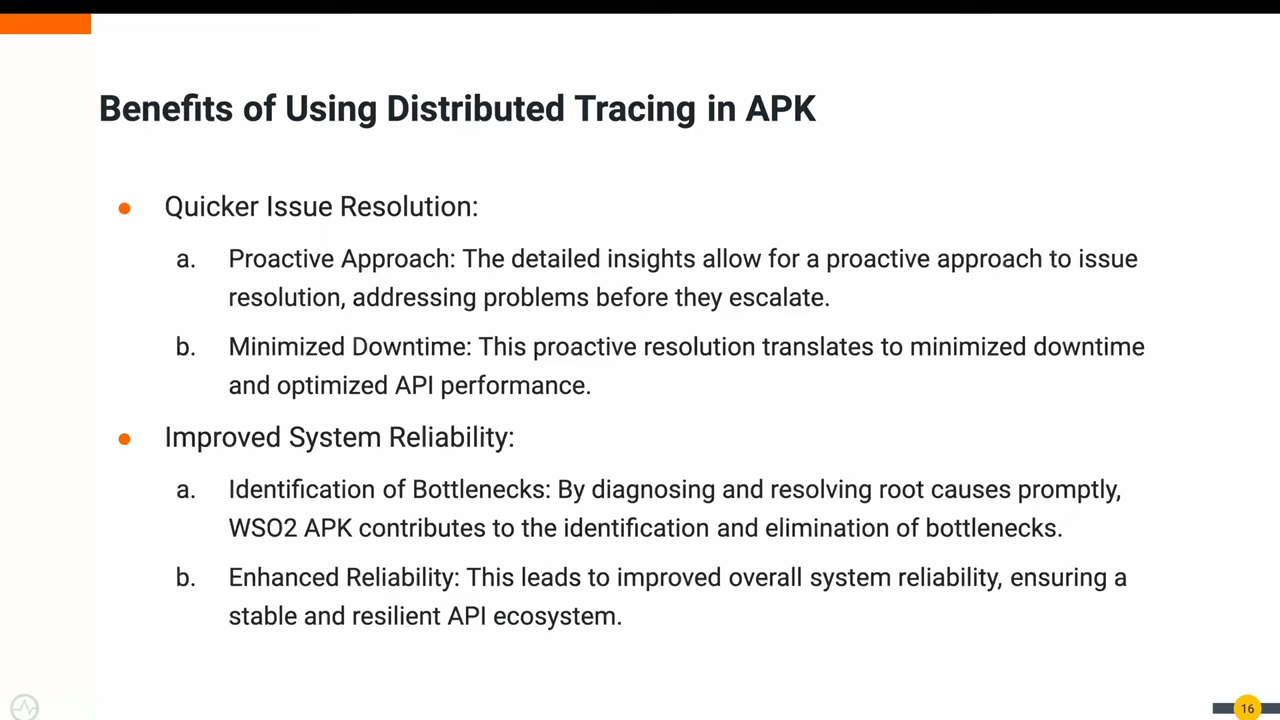 Benefits of Using Distributed Tracing in APK
● Quicker Issue Resolution:
a. Proactive Approach: The detailed insights allow for a proactive approach to issue
resolution, addressing problems before they escalate.
b. Minimized Downtime: This proactive resolution translates to minimized downtime
and optimized API performance.
● Improved System Reliability:
a. Identification of Bottlenecks: By diagnosing and resolving root causes promptly,
WSO2 APK contributes to the identification and elimination of bottlenecks.
b. Enhanced Reliability: This leads to improved overall system reliability, ensuring a
stable and resilient API ecosystem.
16